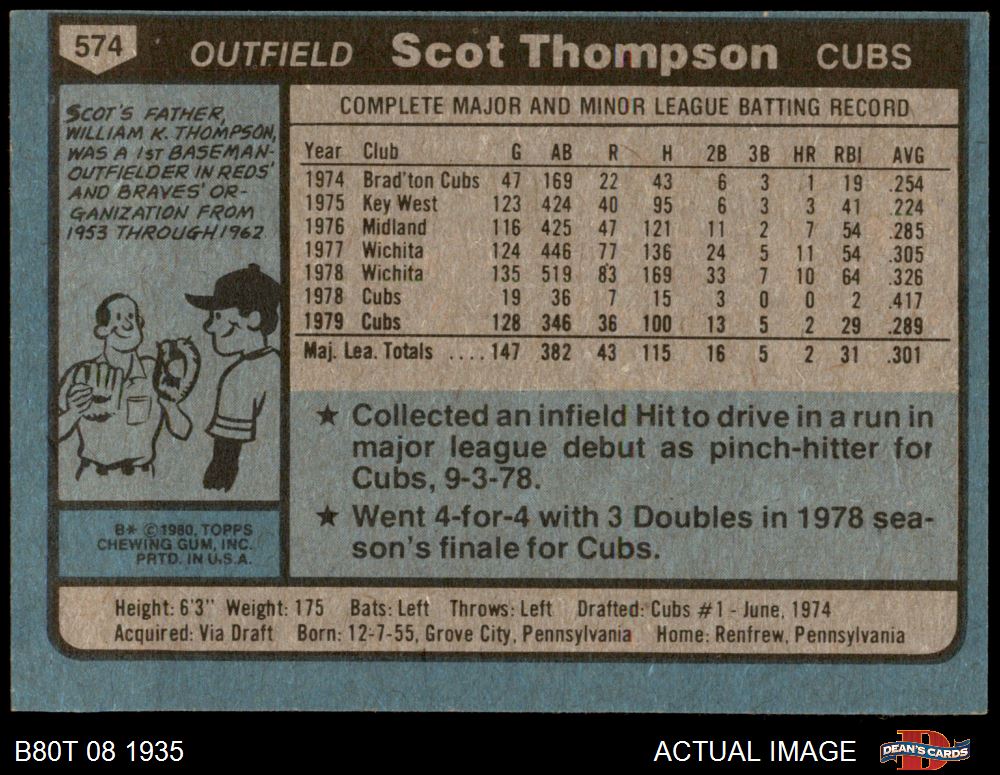 574 OUTFIELD Scot Thompson CUBS
SCOT'S FATHER,
WILLIAM K. THOMPSON,
WAS A 1ST BASEMAN-
OUTFIELDER IN REDS'
AND BRAVES' OR-
GANIZATION FROM
1953 THROUGH 1962
B* © 1980, TOPPS
CHEWING GUM, INC.
PRTD. IN U.S.A.
COMPLETE MAJOR AND MINOR LEAGUE BATTING RECORD
Year Club G AB R H 2B 3B HR RBI AVG
1974 Brad'ton Cubs 47 169 22 43 6 3 1 19 .254
1975 Key West 123 424 40 95 6 3 3 41 .224
1976 Midland 116 425 47 121 11 2 7 54 .285
1977 Wichita 124 446 77 136 24 5 11 54 .305
1978 Wichita 135 519 83 169 33 7 10 64 .326
1978 Cubs 19 36 7 15 3 0 0 2 .417
1979 Cubs 128 346 36 100 13 5 2 29 .289
Maj. Lea. Totals .... 147 382 43 115 16 5 2 31 .301
★ Collected an infield Hit to drive in a run in
major league debut as pinch-hitter for
Cubs, 9-3-78.
★ Went 4-for-4 with 3 Doubles in 1978 sea-
son's finale for Cubs.
Height: 6'3" Weight: 175 Bats: Left Throws: Left Drafted: Cubs #1 - June, 1974
Acquired: Via Draft Born: 12-7-55, Grove City, Pennsylvania Home: Renfrew, Pennsylvania
B80T 08 1935 ACTUAL IMAGE DEAN'S CARDS